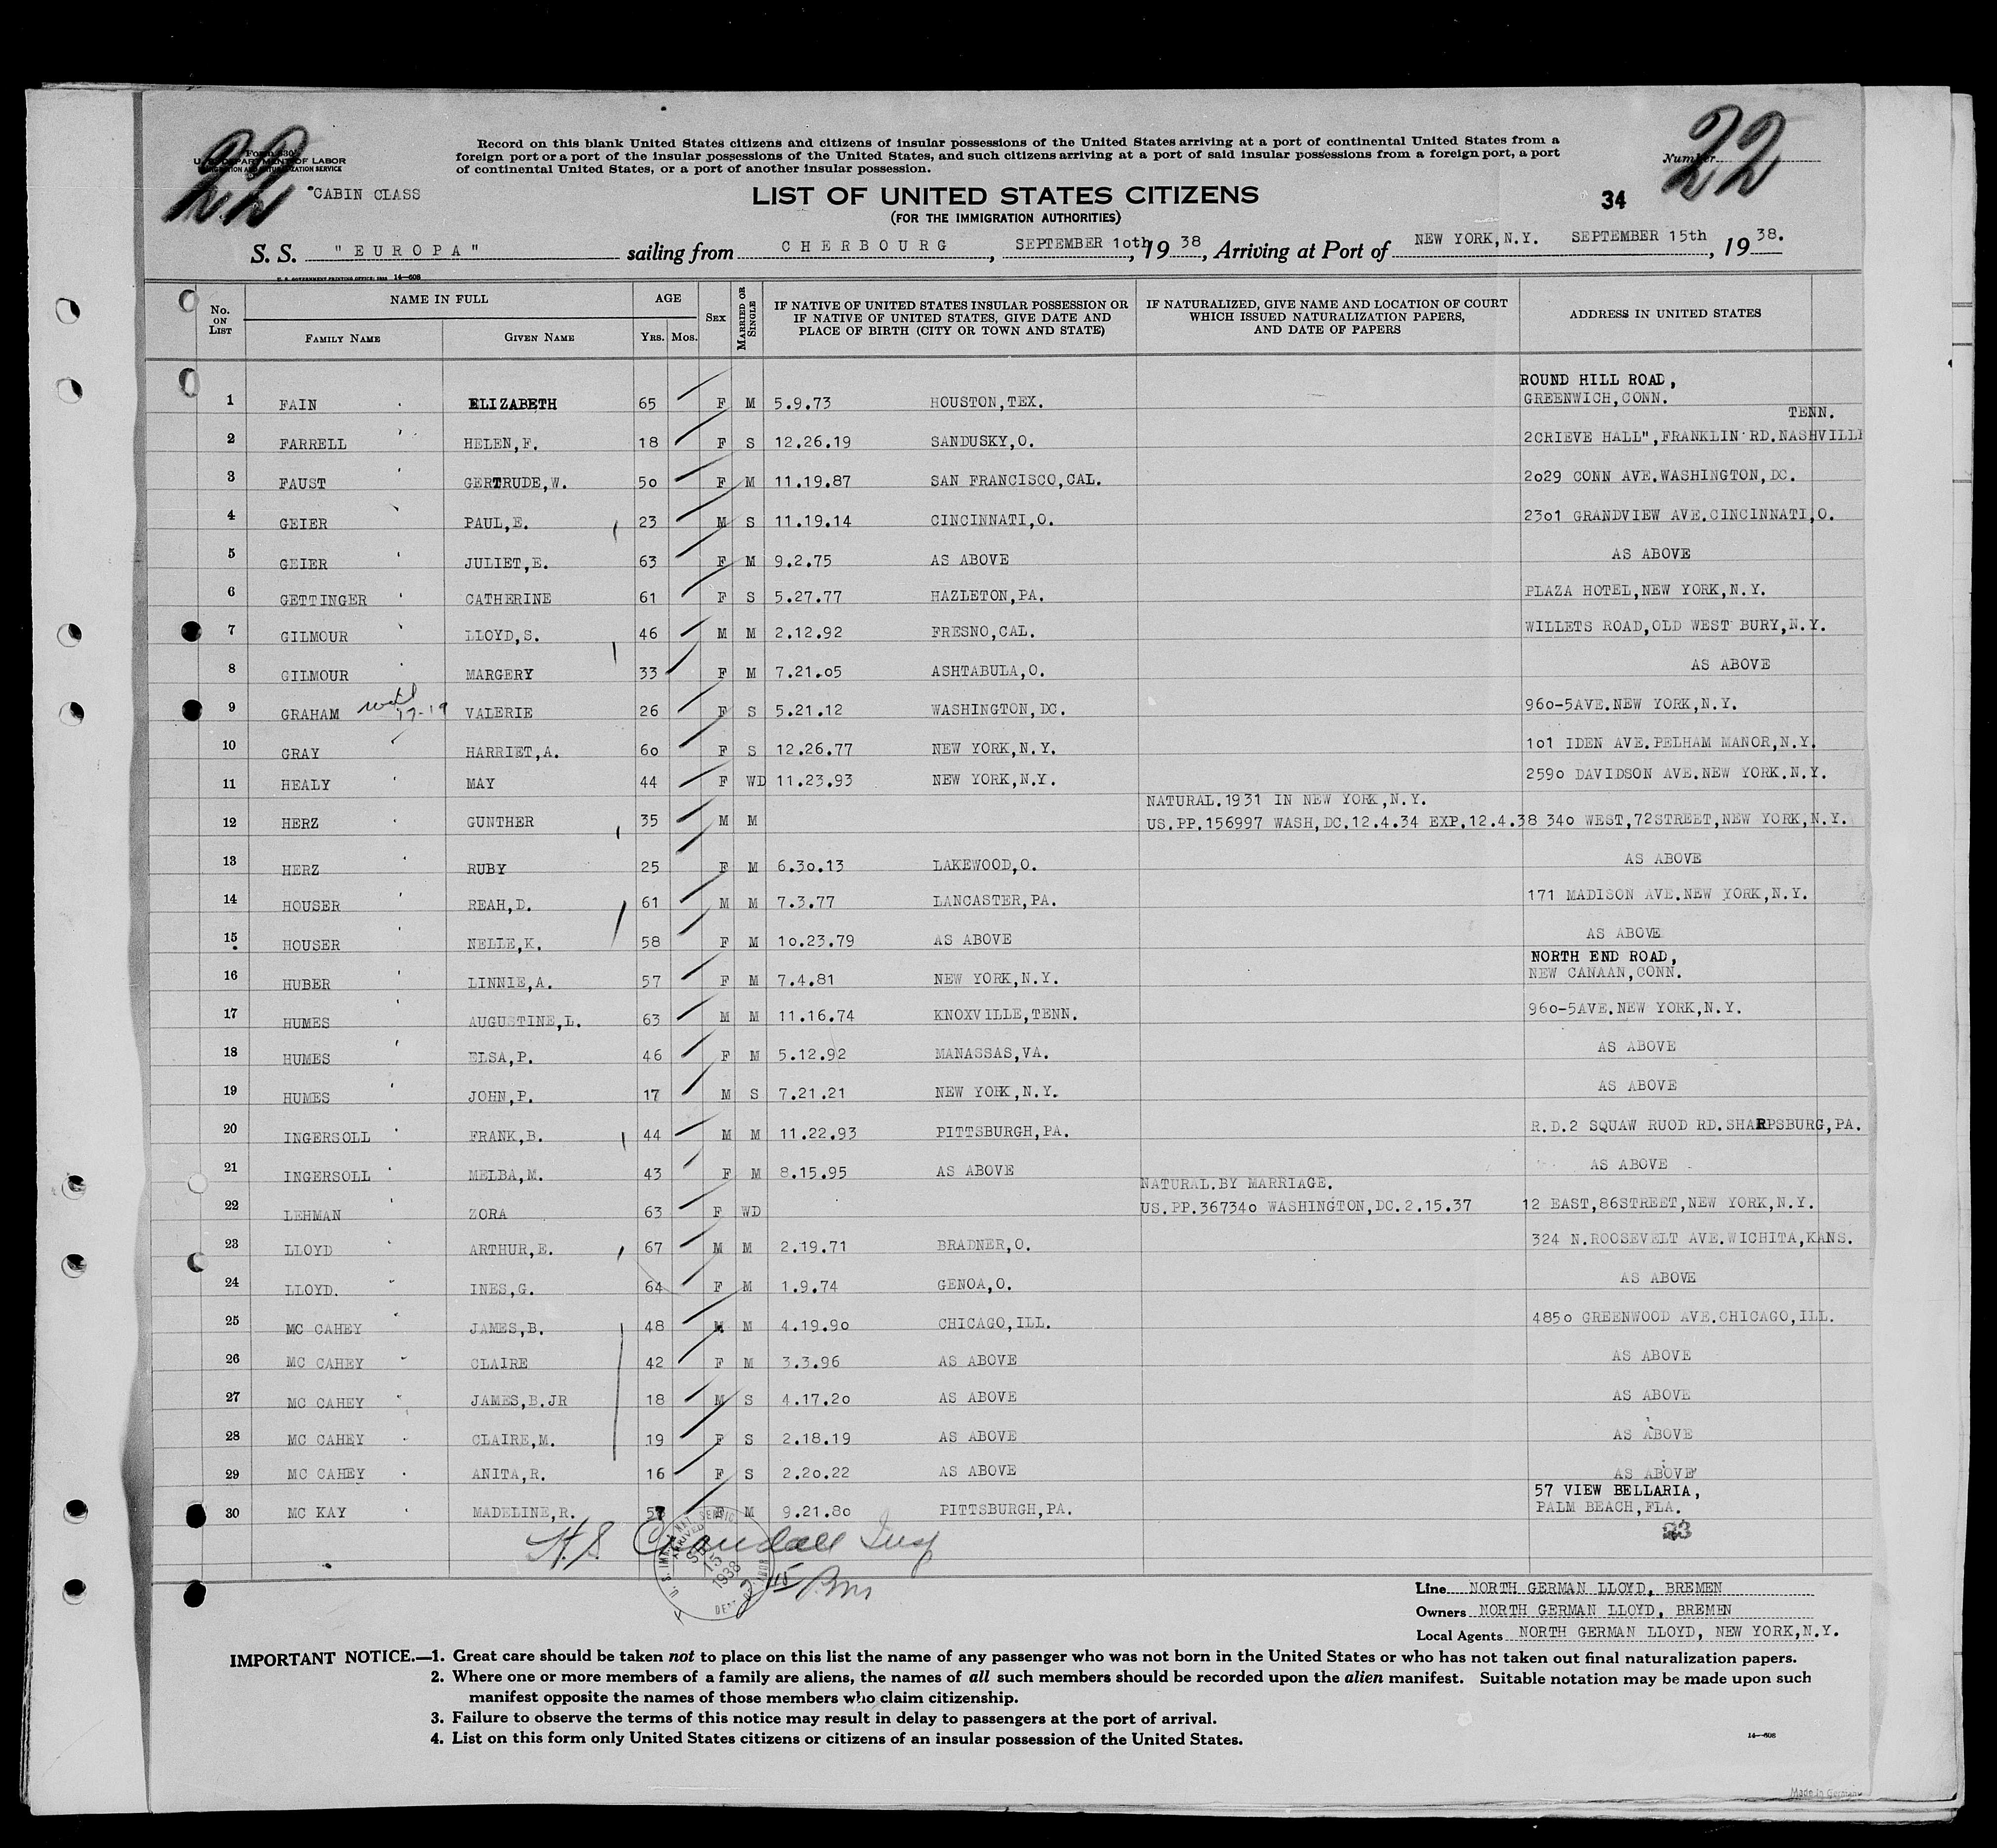 22
Form 630
U. S. DEPARTMENT OF LABOR
IMMIGRATION AND NATURALIZATION SERVICE
"CABIN CLASS
Record on this blank United States citizens and citizens of insular possessions of the United States arriving at a port of continental United States from a
foreign port or a port of the insular possessions of the United States, and such citizens arriving at a port of said insular possessions from a foreign port, a port
of continental United States, or a port of another insular possession.
Number 22
LIST OF UNITED STATES CITIZENS
(FOR THE IMMIGRATION AUTHORITIES)
34
S. S. "EUROPA" sailing from CHERBOURG, SEPTEMBER 10th, 19 38, Arriving at Port of NEW YORK,N.Y. SEPTEMBER 15th, 19 38.
U. S. GOVERNMENT PRINTING OFFICE: 14—608
No. ON LIST
NAME IN FULL
FAMILY NAME
GIVEN NAME
AGE
YRS. MOS.
SEX
MARRIED OR SINGLE
IF NATIVE OF UNITED STATES INSULAR POSSESSION OR IF NATIVE OF UNITED STATES, GIVE DATE AND PLACE OF BIRTH (CITY OR TOWN AND STATE)
IF NATURALIZED, GIVE NAME AND LOCATION OF COURT WHICH ISSUED NATURALIZATION PAPERS, AND DATE OF PAPERS
ADDRESS IN UNITED STATES
ROUND HILL ROAD,
1 FAIN ELIZABETH 65 F M 5.9.73 HOUSTON,TEX. GREENWICH,CONN.
TENN.
2 FARRELL HELEN,F. 18 F S 12.26.19 SANDUSKY,O. 2CRIEVE HALL",FRANKLIN RD.NASHVILLE
3 FAUST GERTRUDE,W. 50 F M 11.19.87 SAN FRANCISCO,CAL. 2029 CONN AVE.WASHINGTON,DC.
4 GEIER PAUL,E. 23 M S 11.19.14 CINCINNATI,O. 2301 GRANDVIEW AVE.CINCINNATI,O.
5 GEIER JULIET,E. 63 F M 9.2.75 AS ABOVE AS ABOVE
6 GETTINGER CATHERINE 61 F S 5.27.77 HAZLETON,PA. PLAZA HOTEL,NEW YORK,N.Y.
7 GILMOUR LLOYD,S. 46 M M 2.12.92 FRESNO,CAL. WILLETS ROAD,OLD WEST BURY,N.Y.
8 GILMOUR MARGERY 33 F M 7.21.05 ASHTABULA,O. AS ABOVE
9 GRAHAM 17-19 VALERIE 26 F S 5.21.12 WASHINGTON,DC. 960-5AVE.NEW YORK,N.Y.
10 GRAY HARRIET,A. 60 F S 12.26.77 NEW YORK,N.Y. 101 IDEN AVE.PELHAM MANOR,N.Y.
11 HEALY MAY 44 F WD 11.23.93 NEW YORK,N.Y. 2590 DAVIDSON AVE.NEW YORK.N.Y.
NATURAL.1931 IN NEW YORK,N.Y.
12 HERZ GUNTHER 35 M M US.PP.156997 WASH,DC.12.4.34 EXP.12.4.38 340 WEST,72STREET,NEW YORK,N.Y.
13 HERZ RUBY 25 F M 6.30.13 LAKEWOOD,O. AS ABOVE
14 HOUSER REAH,D. 61 M M 7.3.77 LANCASTER,PA. 171 MADISON AVE.NEW YORK,N.Y.
15 HOUSER NELLE,K. 58 F M 10.23.79 AS ABOVE AS ABOVE
NORTH END ROAD,
16 HUBER LINNIE,A. 57 F M 7.4.81 NEW YORK,N.Y. NEW CANAAN,CONN.
17 HUMES AUGUSTINE,L. 63 M M 11.16.74 KNOXVILLE,TENN. 960-5AVE.NEW YORK,N.Y.
18 HUMES ELSA,P. 46 F M 5.12.92 MANASSAS,VA. AS ABOVE
19 HUMES JOHN,P. 17 M S 7.21.21 NEW YORK,N.Y. AS ABOVE
20 INGERSOLL FRANK,B. 44 M M 11.22.93 PITTSBURGH,PA. R.D.2 SQUAW RUOD RD.SHARPSBURG,PA.
21 INGERSOLL MELBA,M. 43 F M 8.15.95 AS ABOVE AS ABOVE
NATURAL.BY MARRIAGE.
22 LEHMAN ZORA 63 F WD US.PP.367340 WASHINGTON,DC.2.15.37 12 EAST,86STREET,NEW YORK,N.Y.
23 LLOYD ARTHUR,E. 67 M M 2.19.71 BRADNER,O. 324 N.ROOSEVELT AVE.WICHITA,KANS.
24 LLOYD. INES,G. 64 F M 1.9.74 GENOA,O. AS ABOVE
25 MC CAHEY JAMES,B. 48 M M 4.19.90 CHICAGO,ILL. 4850 GREENWOOD AVE.CHICAGO,ILL.
26 MC CAHEY CLAIRE 42 F M 3.3.96 AS ABOVE AS ABOVE
27 MC CAHEY JAMES,B.JR 18 M S 4.17.20 AS ABOVE AS ABOVE
28 MC CAHEY CLAIRE,M. 19 F S 2.18.19 AS ABOVE AS ABOVE
29 MC CAHEY ANITA,R. 16 F S 2.20.22 AS ABOVE AS ABOVE
57 VIEW BELLARIA,
30 MC KAY MADELINE,R. 57 F M 9.21.80 PITTSBURGH,PA. PALM BEACH,FLA.
23
H.S. Crandall Insp
ARRIVED SEP 15 1938
Line NORTH GERMAN LLOYD, BREMEN
Owners NORTH GERMAN LLOYD, BREMEN
Local Agents NORTH GERMAN LLOYD, NEW YORK,N.Y.
IMPORTANT NOTICE.—1. Great care should be taken not to place on this list the name of any passenger who was not born in the United States or who has not taken out final naturalization papers.
2. Where one or more members of a family are aliens, the names of all such members should be recorded upon the alien manifest. Suitable notation may be made upon such
manifest opposite the names of those members who claim citizenship.
3. Failure to observe the terms of this notice may result in delay to passengers at the port of arrival.
4. List on this form only United States citizens or citizens of an insular possession of the United States.
14—608
Made in Germany